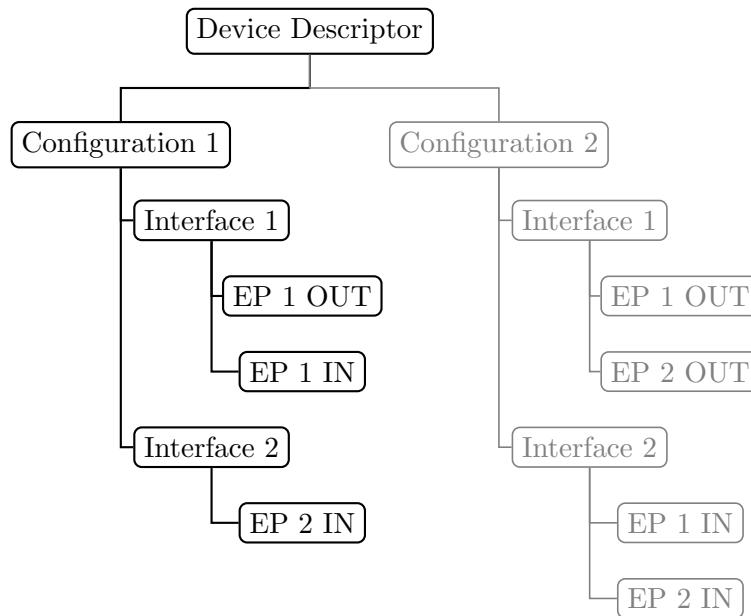 Device Descriptor
Configuration 1
Interface 1
EP 1 OUT
EP 1 IN
Interface 2
EP 2 IN
Configuration 2
Interface 1
EP 1 OUT
EP 2 OUT
Interface 2
EP 1 IN
EP 2 IN